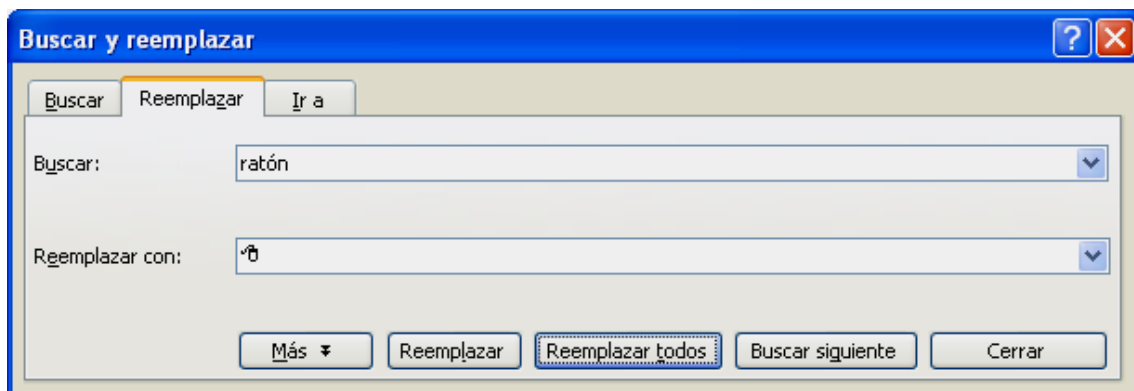 Buscar y reemplazar
Buscar Reemplazar Ir a
Buscar: ratón
Reemplazar con: 🖰
Más Reemplazar Reemplazar todos Buscar siguiente Cerrar